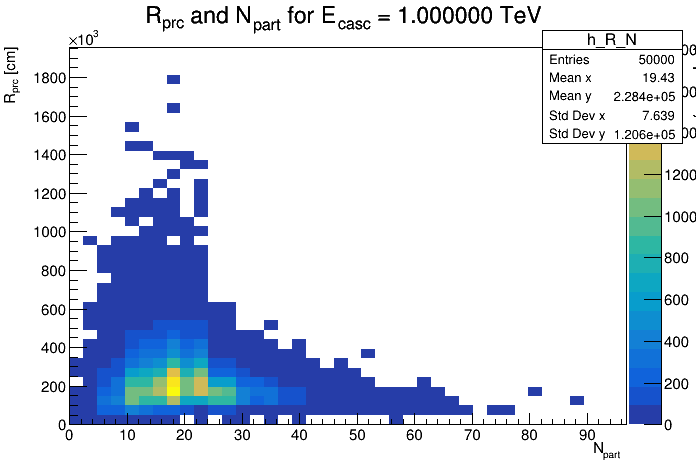 R_prc and N_part for E_casc = 1.000000 TeV
h_R_N
Entries 50000
Mean x 19.43
Mean y 2.284e+05
Std Dev x 7.639
Std Dev y 1.206e+05
×10³
R_prc [cm]
1800
1600
1400
1200
1000
800
600
400
200
0
0 10 20 30 40 50 60 70 80 90
N_part
1200
1000
800
600
400
200
0